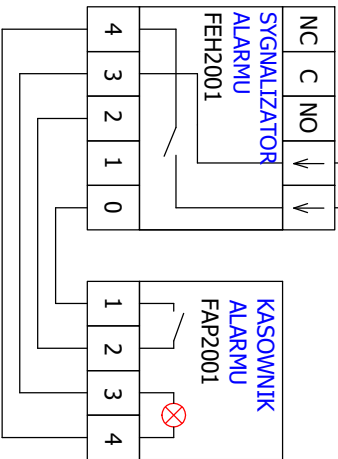 SYGNALIZATOR
ALARMU
FEH2001
NC
C
NO
4
3
2
1
0
KASOWNIK
ALARMU
FAP2001
1
2
3
4